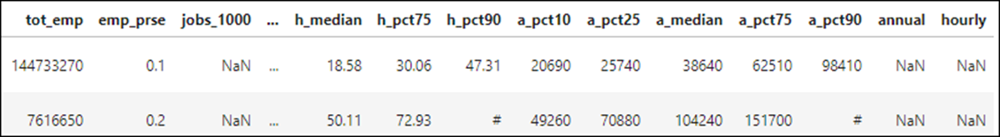 tot_emp emp_prse jobs_1000 ... h_median h_pct75 h_pct90 a_pct10 a_pct25 a_median a_pct75 a_pct90 annual hourly
144733270 0.1 NaN ... 18.58 30.06 47.31 20690 25740 38640 62510 98410 NaN NaN
7616650 0.2 NaN ... 50.11 72.93 # 49260 70880 104240 151700 # NaN NaN